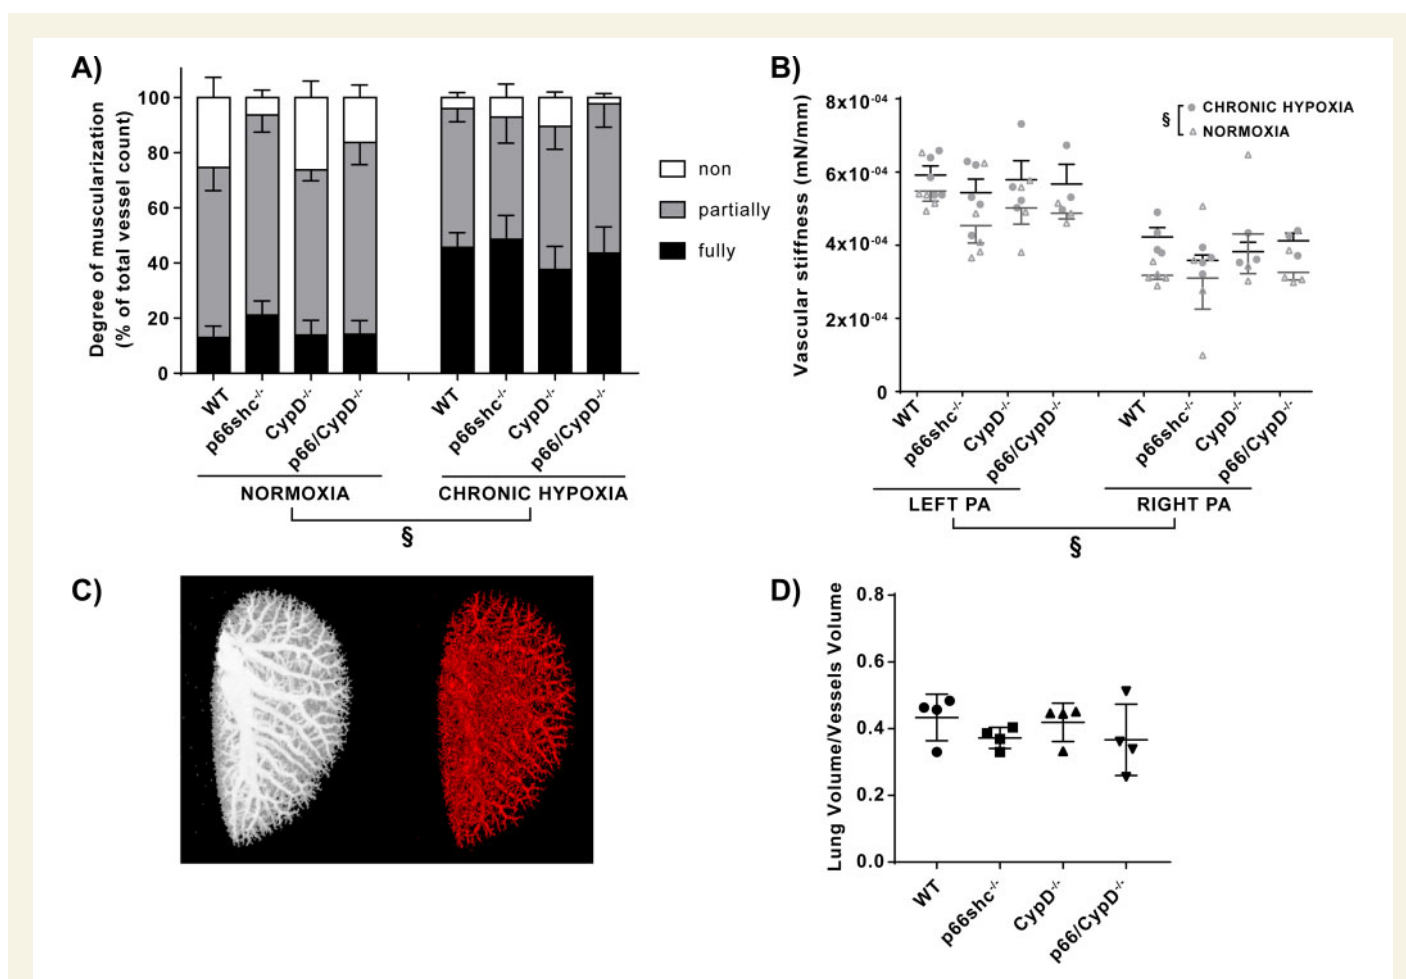 A)
Degree of muscularization
(% of total vessel count)
100
80
60
40
20
0
non
partially
fully
WT
p66shc-/-
CypD-/-
p66/CypD-/-
WT
p66shc-/-
CypD-/-
p66/CypD-/-
NORMOXIA
CHRONIC HYPOXIA
§
B)
Vascular stiffness (mN/mm)
8x10-04
6x10-04
4x10-04
2x10-04
0
§
CHRONIC HYPOXIA
NORMOXIA
WT
p66shc-/-
CypD-/-
p66/CypD-/-
WT
p66shc-/-
CypD-/-
p66/CypD-/-
LEFT PA
RIGHT PA
§
C)
D)
Lung Volume/Vessels Volume
0.8
0.6
0.4
0.2
0.0
WT
p66shc-/-
CypD-/-
p66/CypD-/-